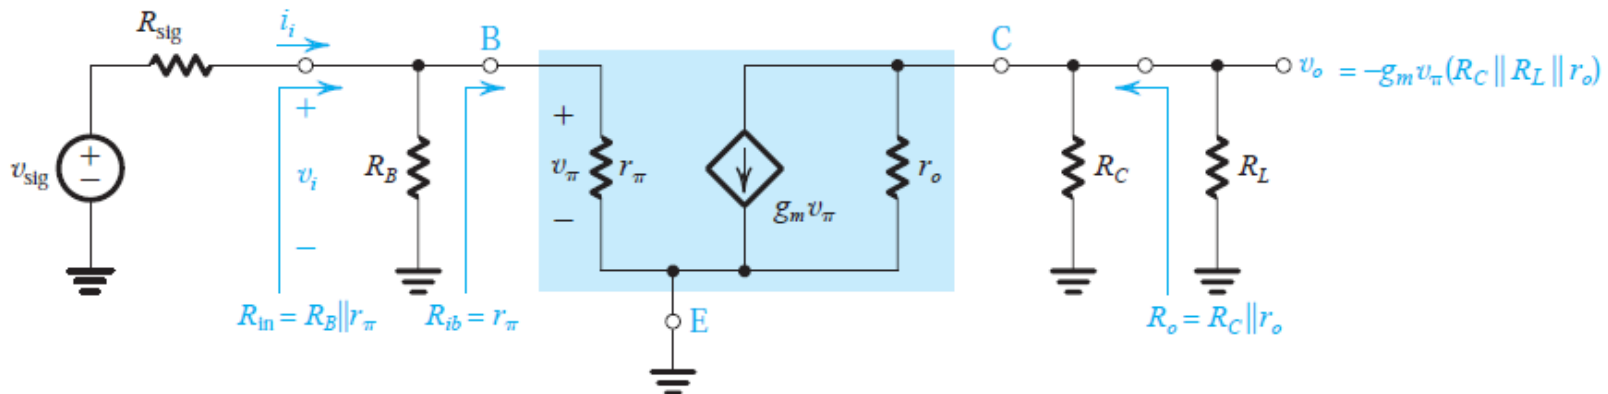 R_sig
i_i
B
C
v_o = –g_m v_π (R_C || R_L || r_o)
+
+
+
–
v_sig
v_i
R_B
v_π
r_π
r_o
R_C
R_L
–
g_m v_π
–
R_in = R_B || r_π
R_ib = r_π
E
R_o = R_C || r_o